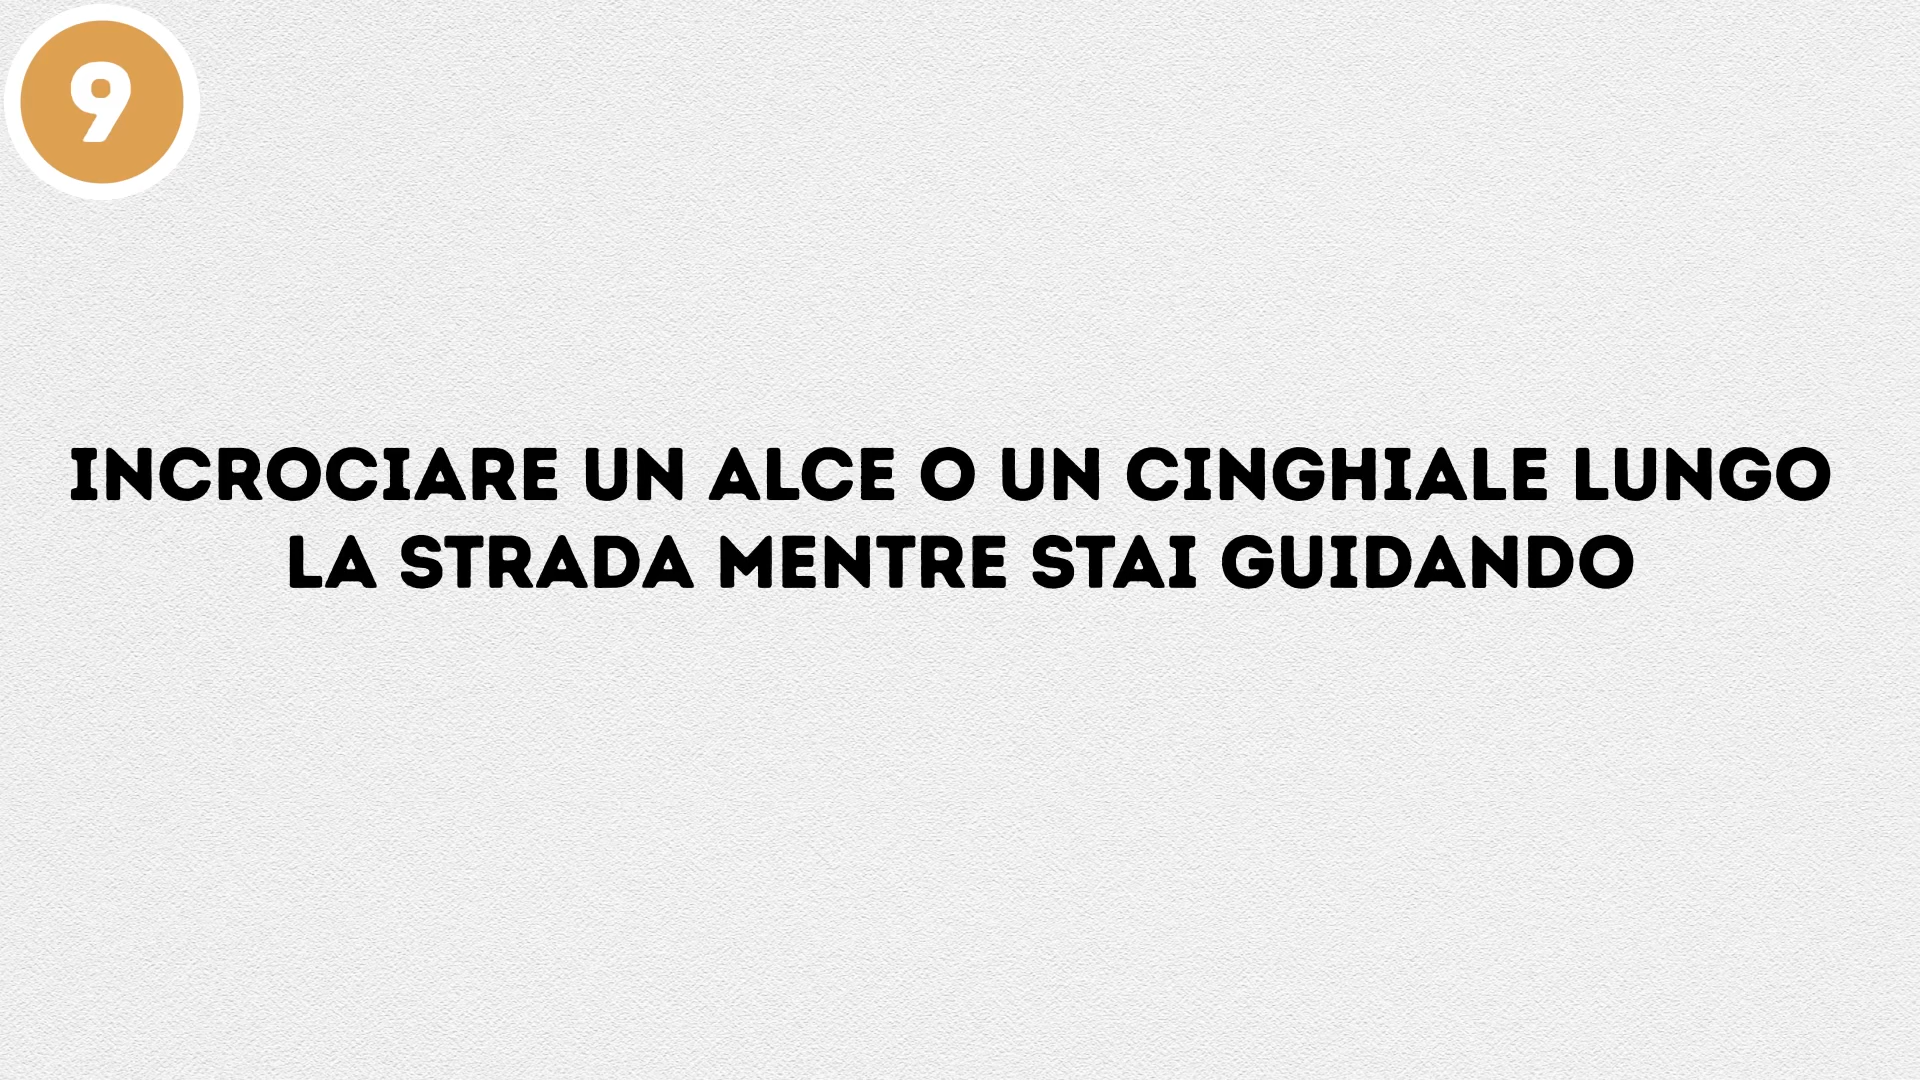 9
INCROCIARE UN ALCE O UN CINGHIALE LUNGO
LA STRADA MENTRE STAI GUIDANDO